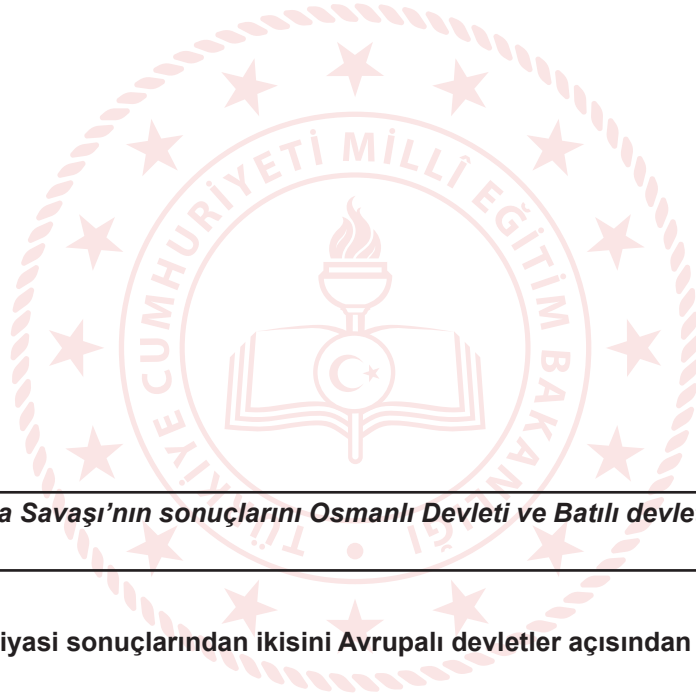 TÜRKİYE CUMHURİYETİ MİLLÎ EĞİTİM BAKANLIĞI
a Savaşı’nın sonuçlarını Osmanlı Devleti ve Batılı devle
iyasi sonuçlarından ikisini Avrupalı devletler açısından